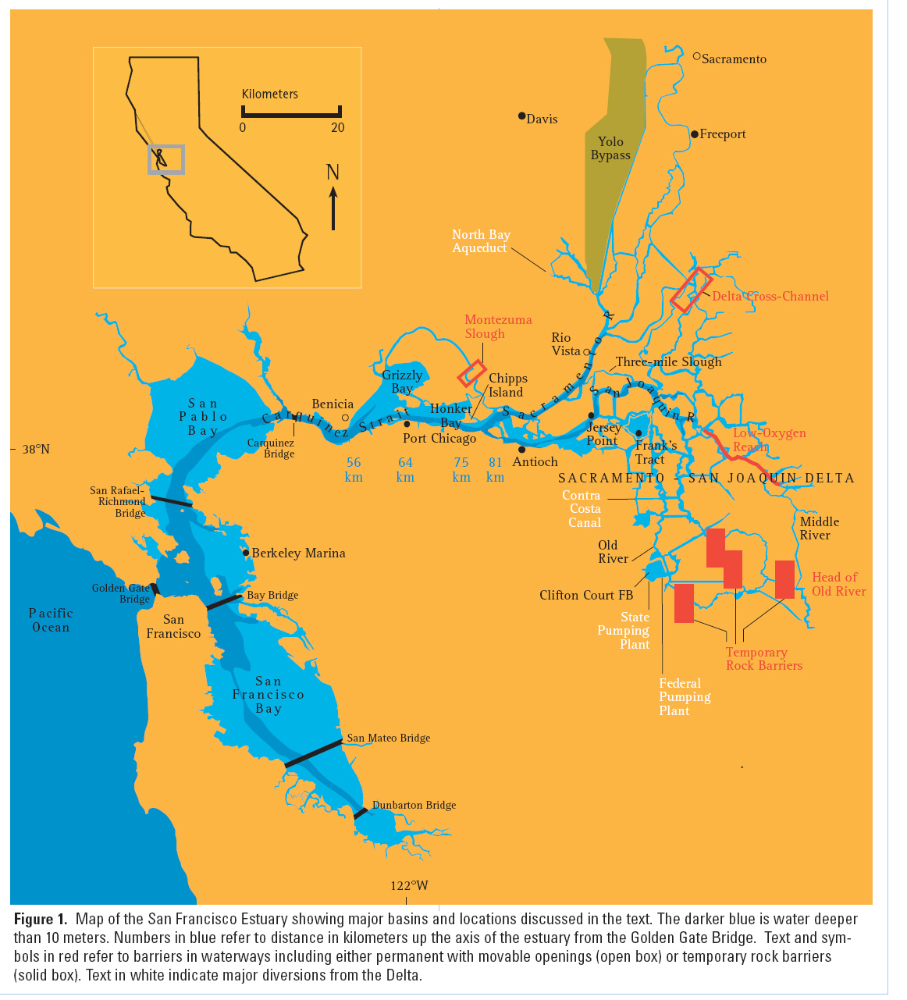 Kilometers
0 20
N
Sacramento
Davis
Freeport
Yolo
Bypass
North Bay
Aqueduct
Delta Cross-Channel
Montezuma
Slough
Rio
Vista
Sacramento R
Three-mile Slough
Grizzly
Bay
Chipps
Island
San Joaquin R
San
Pablo
Bay
Benicia
Carquinez Strait
Honker
Bay
Port Chicago
Carquinez
Bridge
Jersey
Point
Frank's
Tract
Low-Oxygen
Reach
38°N
56
km
64
km
75
km
81
km
Antioch
SACRAMENTO - SAN JOAQUIN DELTA
San Rafael-
Richmond
Bridge
Contra
Costa
Canal
Middle
River
Old
River
Berkeley Marina
Head of
Old River
Golden Gate
Bridge
Bay Bridge
Clifton Court FB
Pacific
Ocean
San
Francisco
State
Pumping
Plant
Temporary
Rock Barriers
Federal
Pumping
Plant
San
Francisco
Bay
San Mateo Bridge
Dunbarton Bridge
122°W
Figure 1. Map of the San Francisco Estuary showing major basins and locations discussed in the text. The darker blue is water deeper
than 10 meters. Numbers in blue refer to distance in kilometers up the axis of the estuary from the Golden Gate Bridge. Text and sym-
bols in red refer to barriers in waterways including either permanent with movable openings (open box) or temporary rock barriers
(solid box). Text in white indicate major diversions from the Delta.